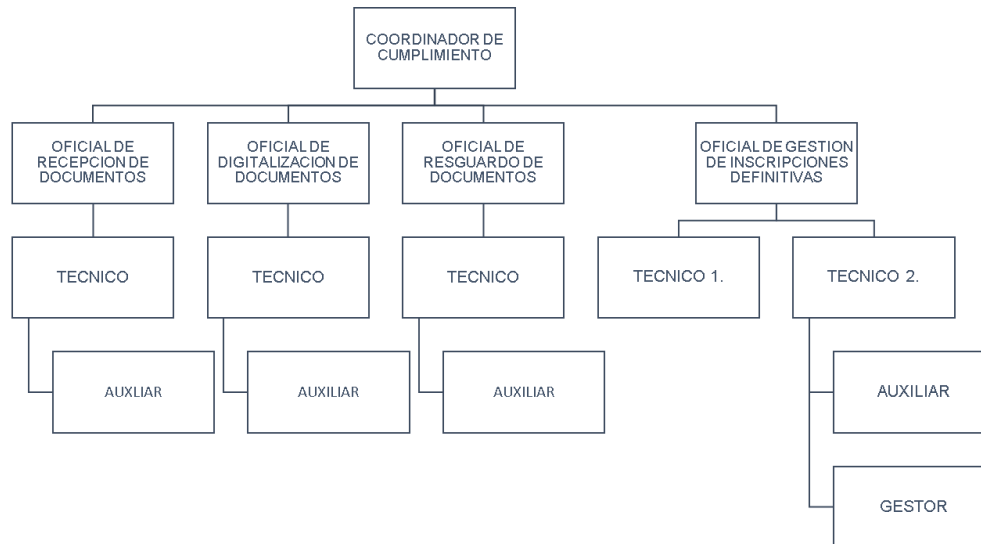 COORDINADOR DE
CUMPLIMIENTO
OFICIAL DE
RECEPCION DE
DOCUMENTOS
OFICIAL DE
DIGITALIZACION DE
DOCUMENTOS
OFICIAL DE
RESGUARDO DE
DOCUMENTOS
OFICIAL DE GESTION
DE INSCRIPCIONES
DEFINITIVAS
TECNICO
TECNICO
TECNICO
TECNICO 1.
TECNICO 2.
AUXLIAR
AUXILIAR
AUXILIAR
AUXILIAR
GESTOR